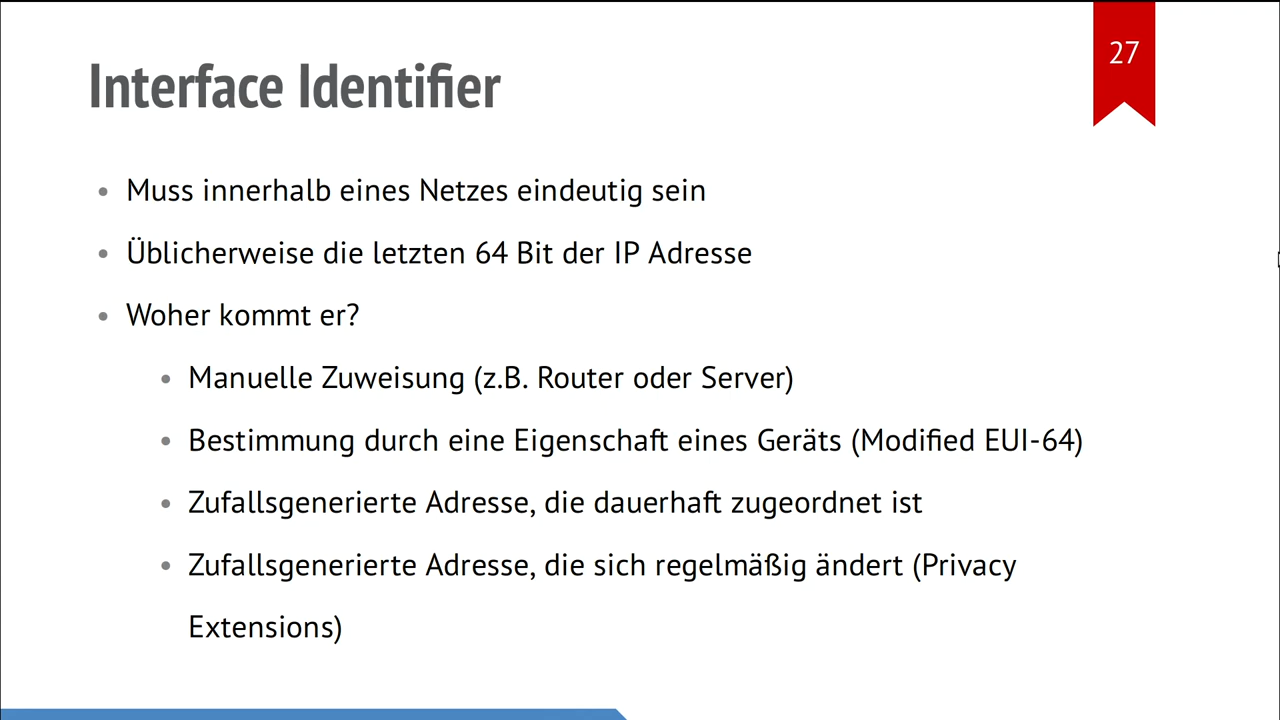 27
Interface Identifier
• Muss innerhalb eines Netzes eindeutig sein
• Üblicherweise die letzten 64 Bit der IP Adresse
• Woher kommt er?
• Manuelle Zuweisung (z.B. Router oder Server)
• Bestimmung durch eine Eigenschaft eines Geräts (Modified EUI-64)
• Zufallsgenerierte Adresse, die dauerhaft zugeordnet ist
• Zufallsgenerierte Adresse, die sich regelmäßig ändert (Privacy
Extensions)